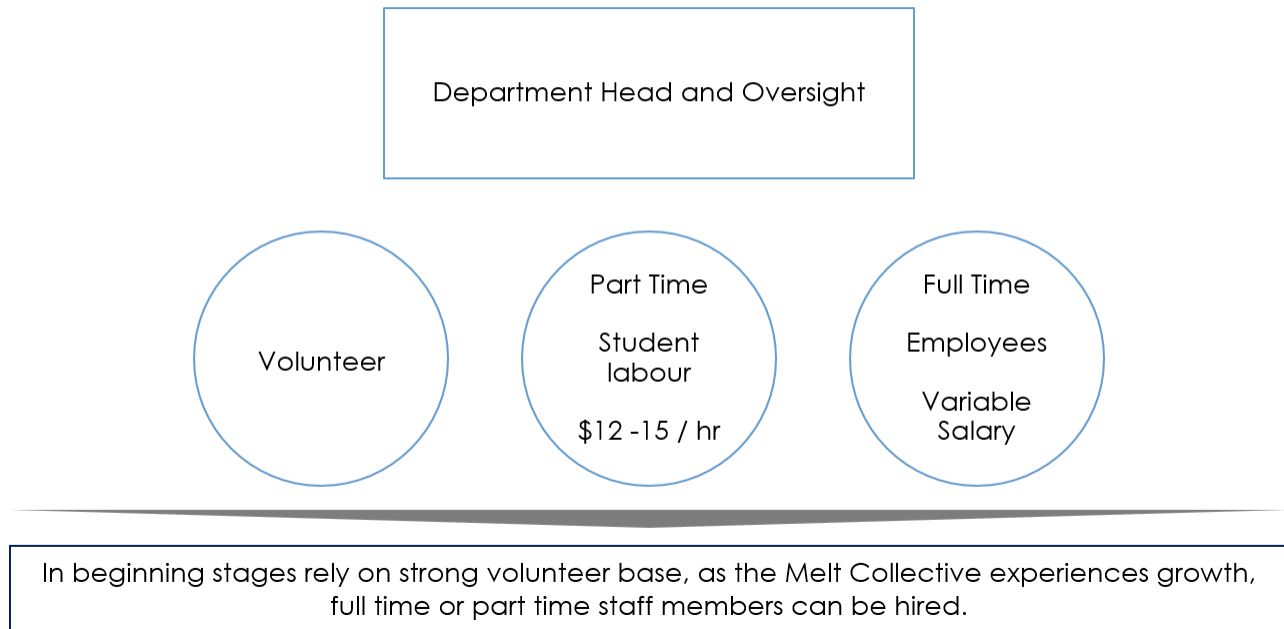 Department Head and Oversight
Volunteer
Part Time
Student
labour
$12 -15 / hr
Full Time
Employees
Variable
Salary
In beginning stages rely on strong volunteer base, as the Melt Collective experiences growth,
full time or part time staff members can be hired.